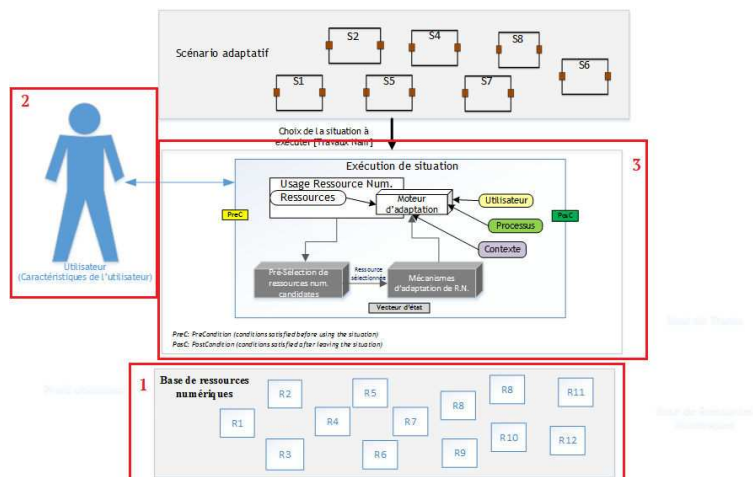 Scénario adaptatif
S2
S4
S8
S6
S1
S5
S7
2
Choix de la situation à
exécuter [Travaux Nair]
3
Exécution de situation
Usage Ressource Num.
Ressources
Moteur
d'adaptation
Utilisateur
Processus
Contexte
PreC
PosC
Utilisateur
(Caractéristiques de l'utilisateur)
Pré-Sélection de
ressources num.
candidates
Ressource
sélectionnée
Mécanismes
d'adaptation de R.N.
Vecteur d'état
PreC: PreCondition (conditions satisfied before using the situation)
PosC: PostCondition (conditions satisfied after leaving the situation)
1
Base de ressources
numériques
R1
R2
R3
R4
R5
R6
R7
R8
R9
R8
R10
R11
R12